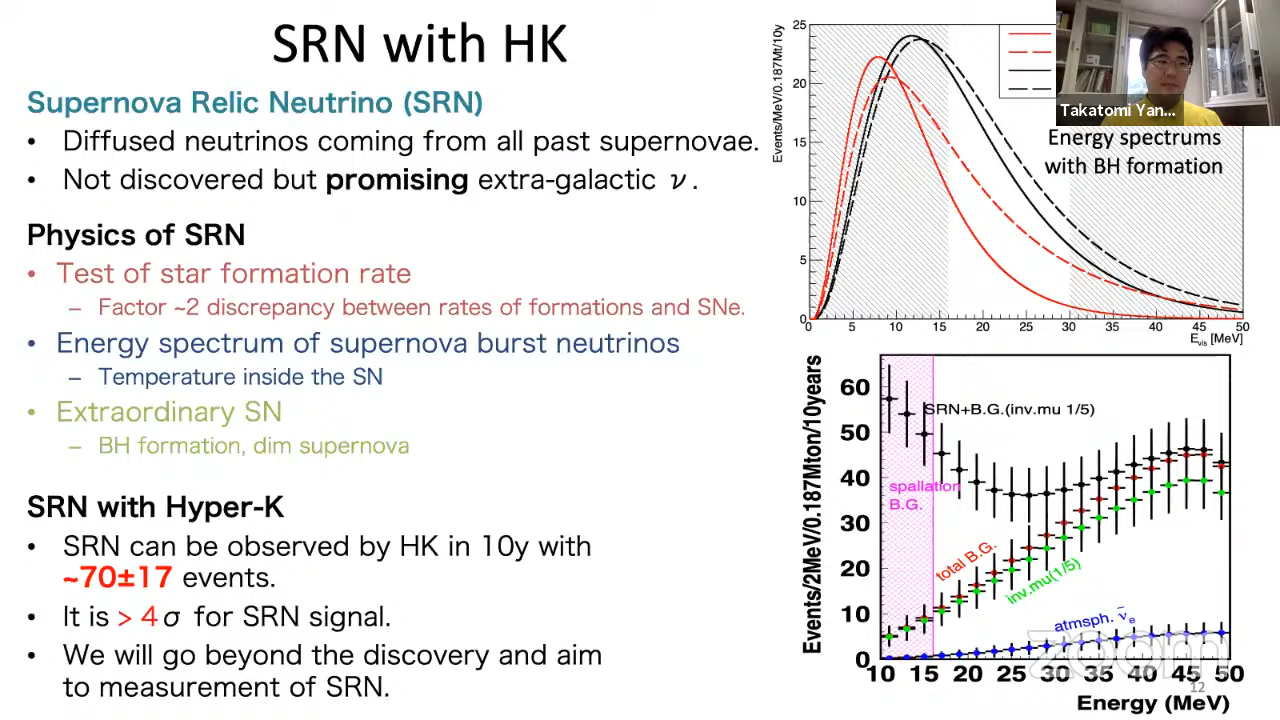 SRN with HK
Supernova Relic Neutrino (SRN)
• Diffused neutrinos coming from all past supernovae.
• Not discovered but promising extra-galactic ν.
Physics of SRN
• Test of star formation rate
– Factor ~2 discrepancy between rates of formations and SNe.
• Energy spectrum of supernova burst neutrinos
– Temperature inside the SN
• Extraordinary SN
– BH formation, dim supernova
SRN with Hyper-K
• SRN can be observed by HK in 10y with
~70±17 events.
• It is > 4σ for SRN signal.
• We will go beyond the discovery and aim
to measurement of SRN.
Events/MeV/0.187Mt/10y
25
20
15
10
5
0
0 5 10 15 20 25 30 35 40 45 50
E_vis [MeV]
Takatomi Yan...
Energy spectrums
with BH formation
Events/2MeV/0.187Mton/10years
60
50
40
30
20
10
0
SRN+B.G.(inv.mu 1/5)
spallation
B.G.
total B.G.
inv.mu(1/5)
atmsph. ν̄e
10 15 20 25 30 35 40 45 50
Energy (MeV)
zoom
12